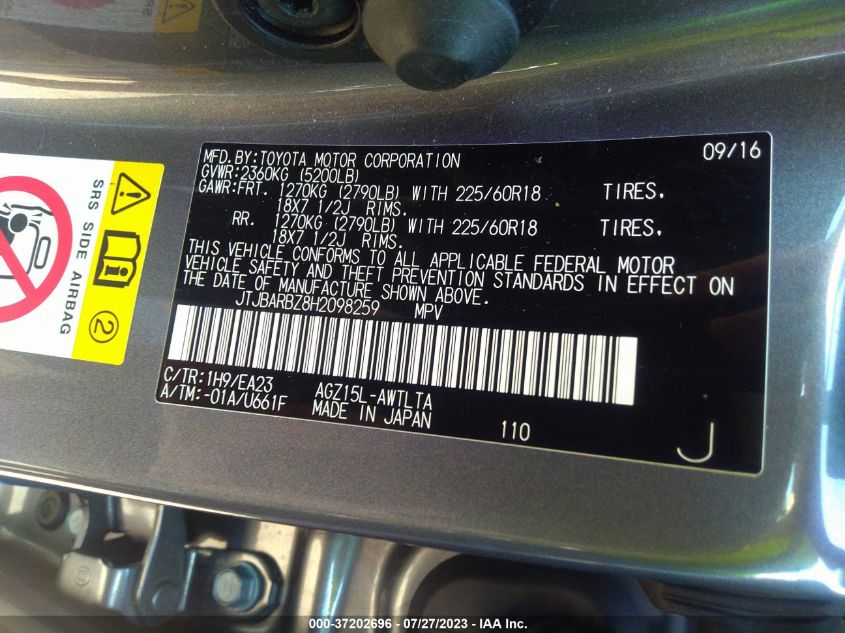 MFD. BY: TOYOTA MOTOR CORPORATION 09/16
GVWR: 2360KG (5200LB)
GAWR: FRT. 1270KG (2790LB) WITH 225/60R18 TIRES.
18X7 1/2J RIMS.
RR. 1270KG (2790LB) WITH 225/60R18 TIRES.
18X7 1/2J RIMS.
THIS VEHICLE CONFORMS TO ALL APPLICABLE FEDERAL MOTOR
VEHICLE SAFETY AND THEFT PREVENTION STANDARDS IN EFFECT ON
THE DATE OF MANUFACTURE SHOWN ABOVE.
JTJBARBZ8H2098259 MPV
C/TR: 1H9/EA23 AGZ15L-AWTLTA
A/TM: -01A/U661F MADE IN JAPAN 110 J
SRS SIDE AIRBAG
2
000-37202696 - 07/27/2023 - IAA Inc.